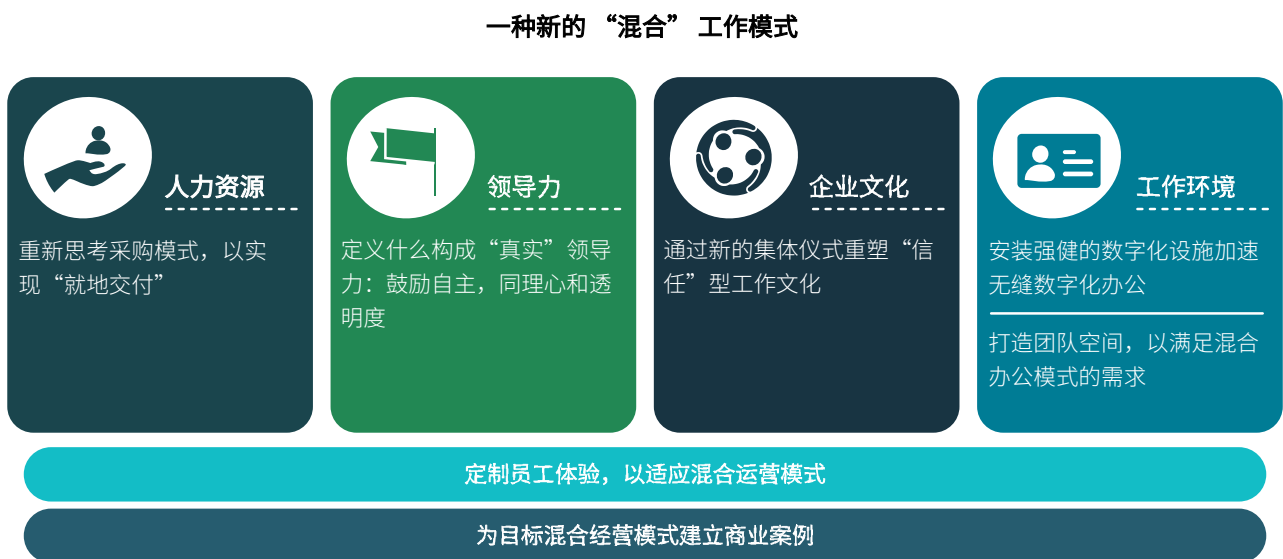 一种新的 “混合” 工作模式
人力资源
重新思考采购模式，以实
现“就地交付”
领导力
定义什么构成“真实”领导
力：鼓励自主，同理心和透
明度
企业文化
通过新的集体仪式重塑“信
任”型工作文化
工作环境
安装强健的数字化设施加速
无缝数字化办公
打造团队空间，以满足混合
办公模式的需求
定制员工体验，以适应混合运营模式
为目标混合经营模式建立商业案例